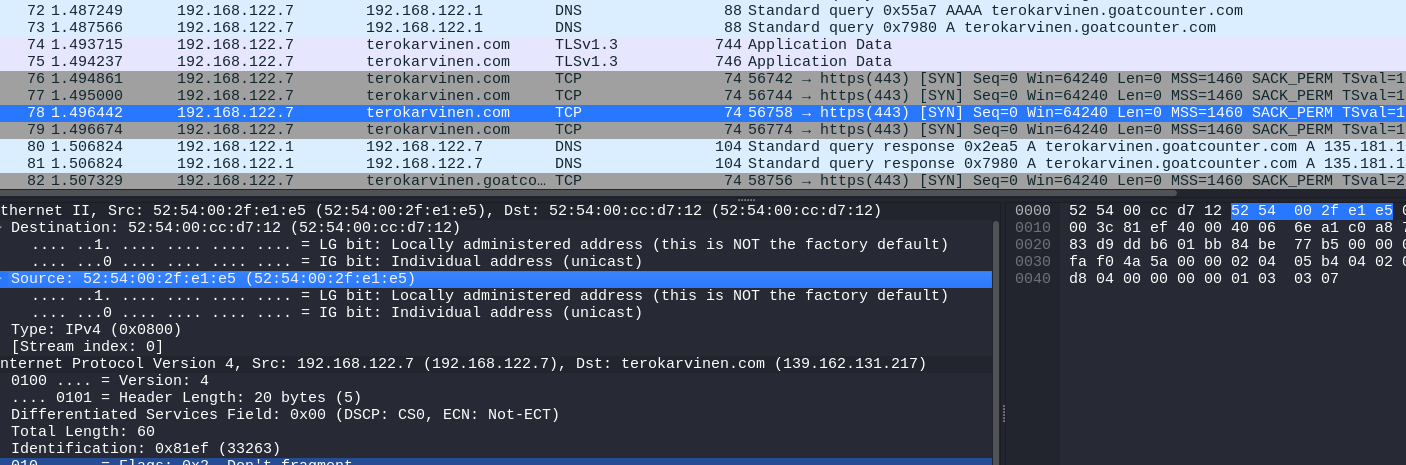 72 1.487249 192.168.122.7 192.168.122.1 DNS 88 Standard query 0x55a7 AAAA terokarvinen.goatcounter.com
73 1.487566 192.168.122.7 192.168.122.1 DNS 88 Standard query 0x7980 A terokarvinen.goatcounter.com
74 1.493715 192.168.122.7 terokarvinen.com TLSv1.3 744 Application Data
75 1.494237 192.168.122.7 terokarvinen.com TLSv1.3 746 Application Data
76 1.494861 192.168.122.7 terokarvinen.com TCP 74 56742 → https(443) [SYN] Seq=0 Win=64240 Len=0 MSS=1460 SACK_PERM TSval=1
77 1.495000 192.168.122.7 terokarvinen.com TCP 74 56744 → https(443) [SYN] Seq=0 Win=64240 Len=0 MSS=1460 SACK_PERM TSval=1
78 1.496442 192.168.122.7 terokarvinen.com TCP 74 56758 → https(443) [SYN] Seq=0 Win=64240 Len=0 MSS=1460 SACK_PERM TSval=1
79 1.496674 192.168.122.7 terokarvinen.com TCP 74 56774 → https(443) [SYN] Seq=0 Win=64240 Len=0 MSS=1460 SACK_PERM TSval=1
80 1.506824 192.168.122.1 192.168.122.7 DNS 104 Standard query response 0x2ea5 A terokarvinen.goatcounter.com A 135.181.1
81 1.506824 192.168.122.1 192.168.122.7 DNS 104 Standard query response 0x7980 A terokarvinen.goatcounter.com A 135.181.1
82 1.507329 192.168.122.7 terokarvinen.goatco… TCP 74 58756 → https(443) [SYN] Seq=0 Win=64240 Len=0 MSS=1460 SACK_PERM TSval=2
thernet II, Src: 52:54:00:2f:e1:e5 (52:54:00:2f:e1:e5), Dst: 52:54:00:cc:d7:12 (52:54:00:cc:d7:12)
Destination: 52:54:00:cc:d7:12 (52:54:00:cc:d7:12)
.... ..1. .... .... .... .... = LG bit: Locally administered address (this is NOT the factory default)
.... ...0 .... .... .... .... = IG bit: Individual address (unicast)
Source: 52:54:00:2f:e1:e5 (52:54:00:2f:e1:e5)
.... ..1. .... .... .... .... = LG bit: Locally administered address (this is NOT the factory default)
.... ...0 .... .... .... .... = IG bit: Individual address (unicast)
Type: IPv4 (0x0800)
[Stream index: 0]
nternet Protocol Version 4, Src: 192.168.122.7 (192.168.122.7), Dst: terokarvinen.com (139.162.131.217)
0100 .... = Version: 4
.... 0101 = Header Length: 20 bytes (5)
Differentiated Services Field: 0x00 (DSCP: CS0, ECN: Not-ECT)
Total Length: 60
Identification: 0x81ef (33263)
010. .... = Flags: 0x2, Don't fragment
0000 52 54 00 cc d7 12 52 54 00 2f e1 e5
0010 00 3c 81 ef 40 00 40 06 6e a1 c0 a8
0020 83 d9 dd b6 01 bb 84 be 77 b5 00 00
0030 fa f0 4a 5a 00 00 02 04 05 b4 04 02
0040 d8 04 00 00 00 00 01 03 03 07